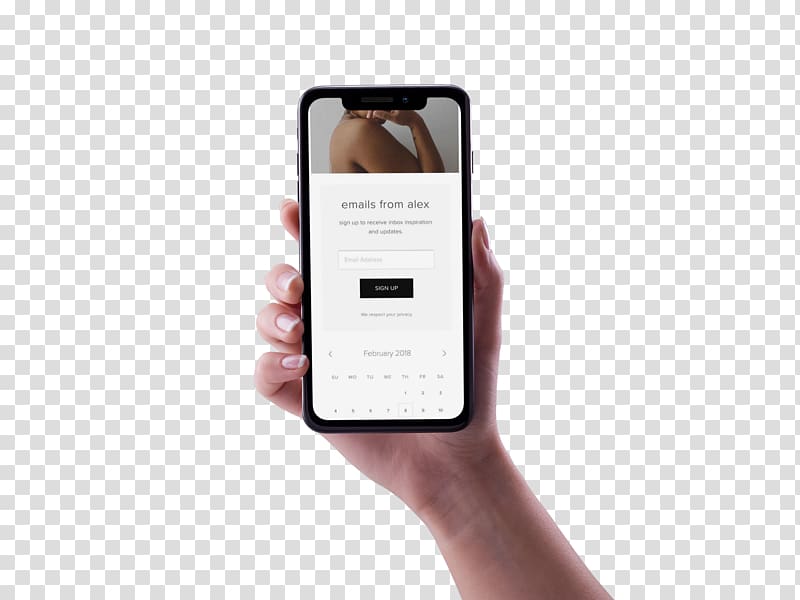 emails from alex
sign up to receive inbox inspiration
and updates.
Email Address
SIGN UP
We respect your privacy.
‹ February 2018 ›
SU MO TU WE TH FR SA
1 2 3
4 5 6 7 8 9 10